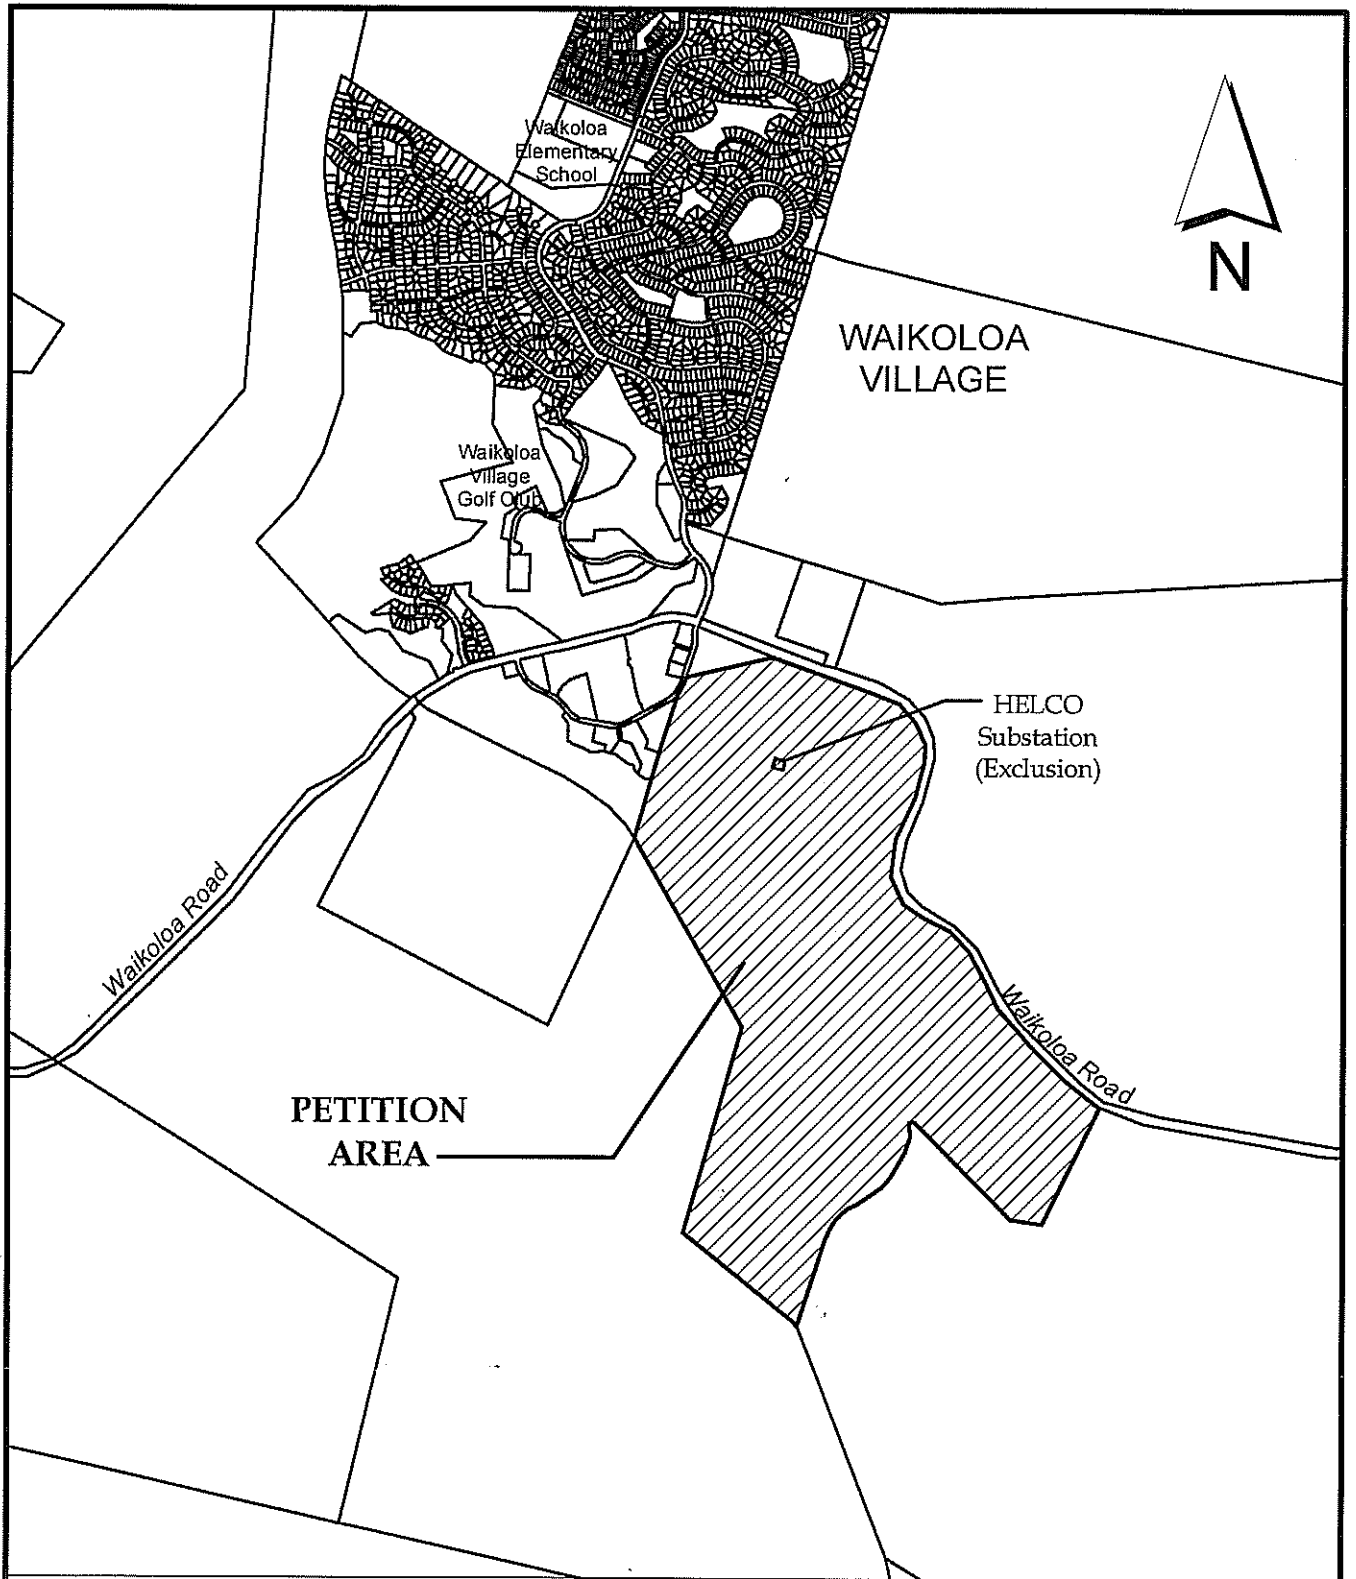 Waikoloa
Elementary
School
N
WAIKOLOA
VILLAGE
Waikoloa
Village
Golf Club
HELCO
Substation
(Exclusion)
Waikoloa Road
Waikoloa Road
PETITION
AREA